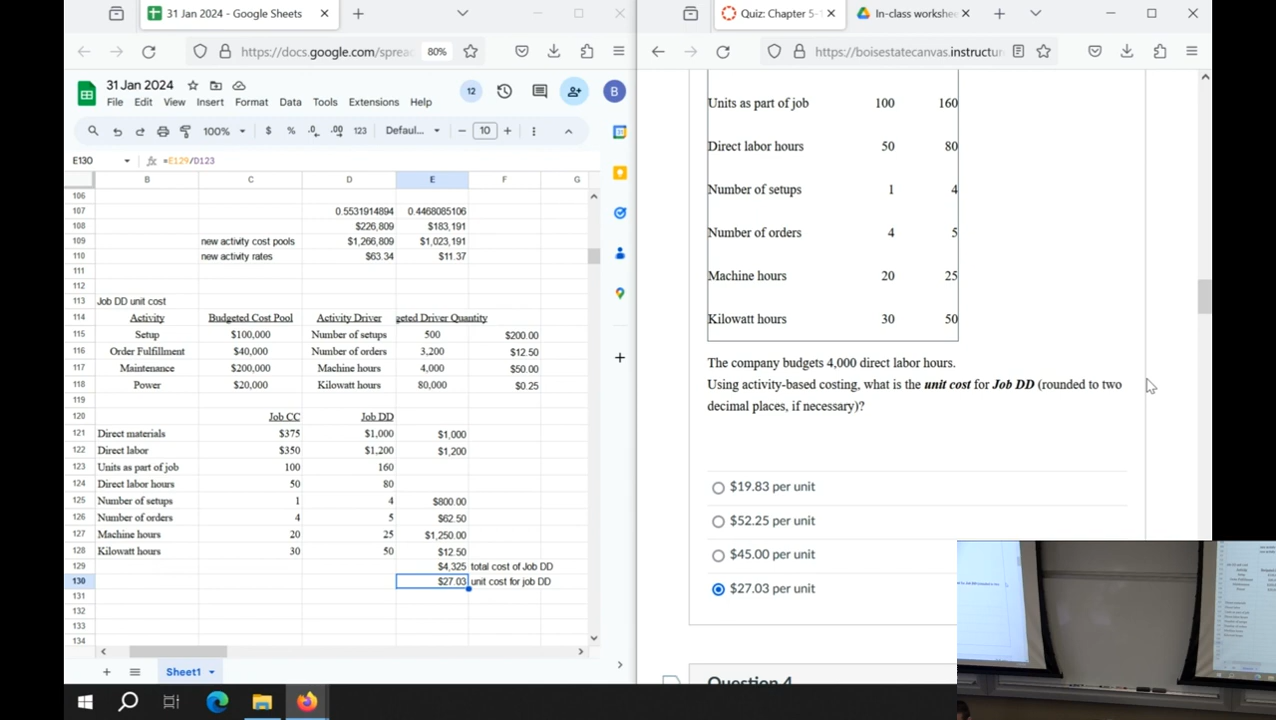 31 Jan 2024 - Google Sheets
https://docs.google.com/sprea
80%
31 Jan 2024
File Edit View Insert Format Data Tools Extensions Help
12
B
100% $ % .0 .00 123 Defaul... 10
E130 fx =E129/D123
B C D E F G
106
107 0.5531914894 0.4468085106
108 $226,809 $183,191
109 new activity cost pools $1,266,809 $1,023,191
110 new activity rates $63.34 $11.37
111
112
113 Job DD unit cost
114 Activity Budgeted Cost Pool Activity Driver geted Driver Quantity
115 Setup $100,000 Number of setups 500 $200.00
116 Order Fulfillment $40,000 Number of orders 3,200 $12.50
117 Maintenance $200,000 Machine hours 4,000 $50.00
118 Power $20,000 Kilowatt hours 80,000 $0.25
119
120 Job CC Job DD
121 Direct materials $375 $1,000 $1,000
122 Direct labor $350 $1,200 $1,200
123 Units as part of job 100 160
124 Direct labor hours 50 80
125 Number of setups 1 4 $800.00
126 Number of orders 4 5 $62.50
127 Machine hours 20 25 $1,250.00
128 Kilowatt hours 30 50 $12.50
129 $4,325 total cost of Job DD
130 $27.03 unit cost for job DD
131
132
133
134
Sheet1
Quiz: Chapter 5-
In-class workshe
https://boisestatecanvas.instructur
Units as part of job 100 160
Direct labor hours 50 80
Number of setups 1 4
Number of orders 4 5
Machine hours 20 25
Kilowatt hours 30 50
The company budgets 4,000 direct labor hours.
Using activity-based costing, what is the unit cost for Job DD (rounded to two
decimal places, if necessary)?
$19.83 per unit
$52.25 per unit
$45.00 per unit
$27.03 per unit
Question 4